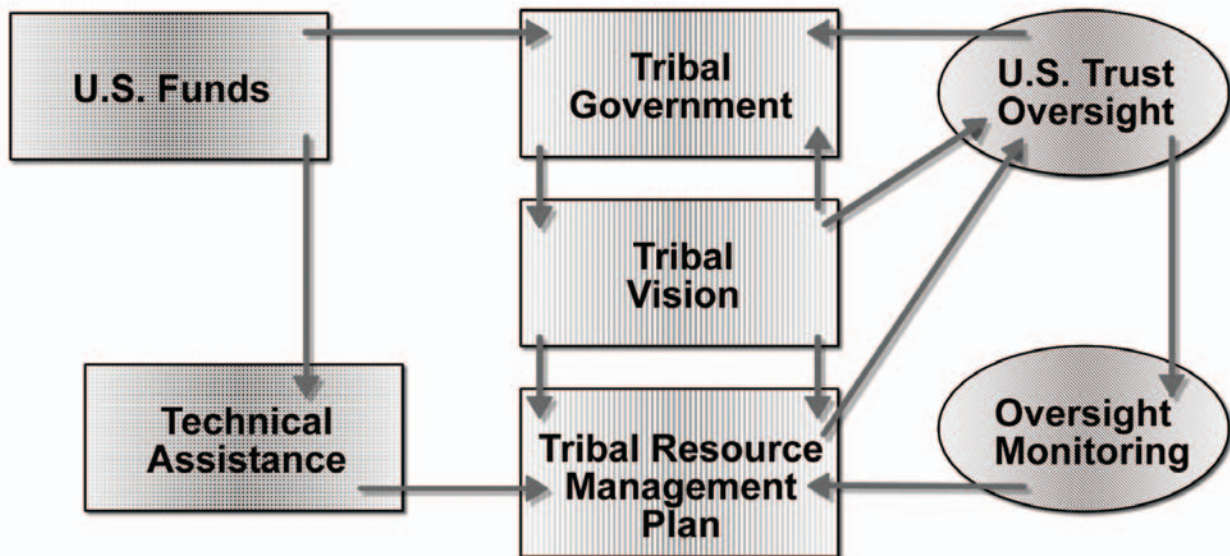 U.S. Funds
Tribal
Government
U.S. Trust
Oversight
Tribal
Vision
Technical
Assistance
Tribal Resource
Management
Plan
Oversight
Monitoring